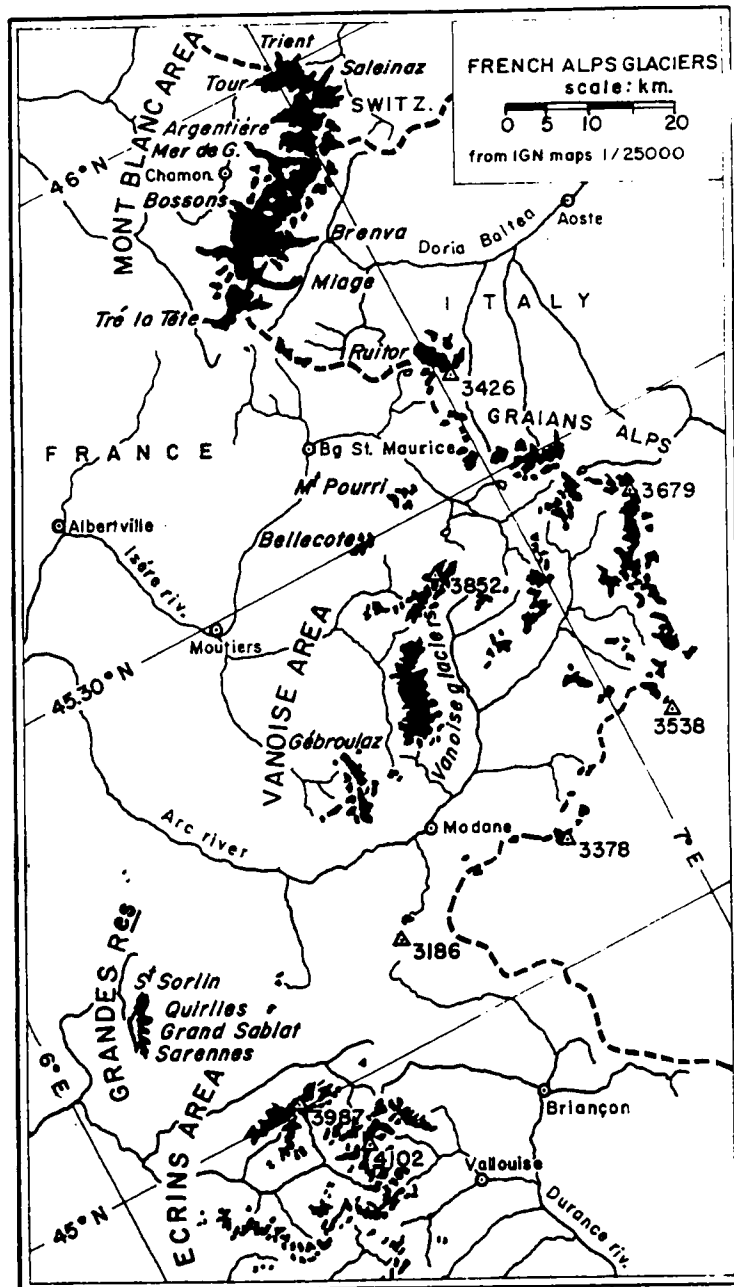 FRENCH ALPS GLACIERS
scale: km.
0 5 10 20
from IGN maps 1/25000
Trient
Tour
Saleinaz
SWITZ.
MONT BLANC AREA
Argentière
Mer de G.
Chamon.
46° N
Bossons
Aoste
Brenva
Doria Baltea
Miage
ITALY
Tré la Tête
Ruitor
3426
GRAIANS ALPS
FRANCE
Bg St. Maurice
Mt Pourri
3679
Albertville
Bellecote
Isére riv.
3852
Moutiers
VANOISE AREA
Vanoise glaciers
45.30° N
3538
Gébroulaz
Modane
Arc river
3378
7° E
3186
GRANDES Res
St Sorlin
Quirlies
Grand Sablat
Sarennes
6° E
ECRINS AREA
3987
Briançon
4102
Vallouise
45° N
Durance riv.